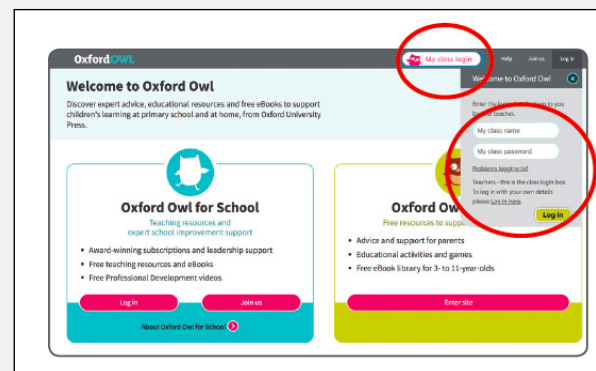 OxfordOWL
My class login
Help
Join us
Log in
Welcome to Oxford Owl
Discover expert advice, educational resources and free eBooks to support
children's learning at primary school and at home, from Oxford University
Press.
Welcome to Oxford Owl
Enter the to you
teacher.
My class name
My class password
Problems logging in?
Teachers - this is the class login box.
To log in with your own details
please Log in here.
Log in
Oxford Owl for School
Teaching resources and
expert school improvement support
• Award-winning subscriptions and leadership support
• Free teaching resources and eBooks
• Free Professional Development videos
Log in
Join us
About Oxford Owl for School
Oxford Ow
Free resources to supp
• Advice and support for parents
• Educational activities and games
• Free eBook library for 3- to 11-year-olds
Enter site